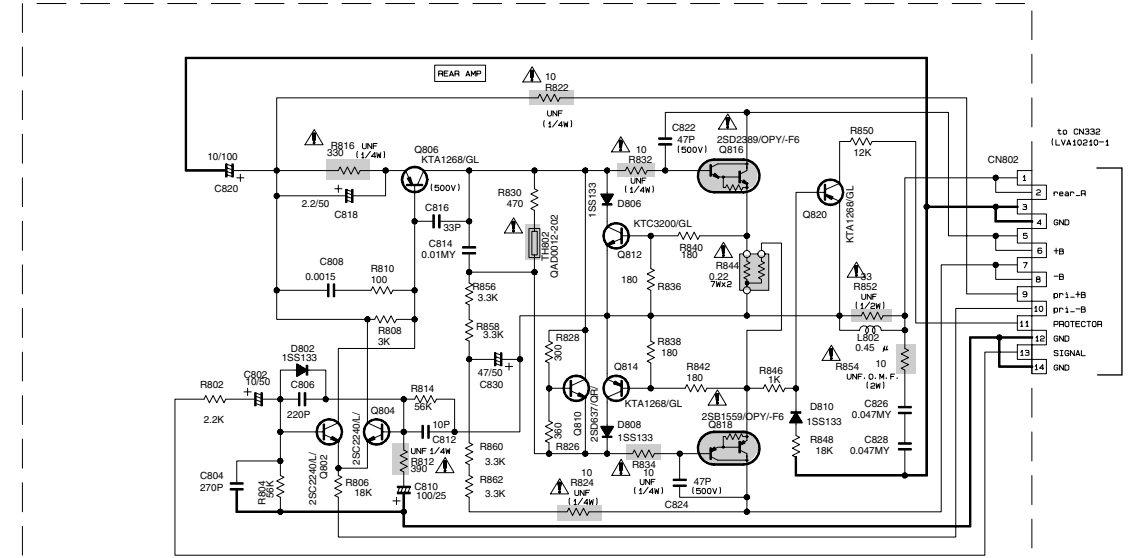 REAR AMP
10
R822
UNF
(1/4W)
to CN332
(LVA10210-1
CN802
R816
330
UNF
(1/4W)
Q806
KTA1268/GL
(500V)
10
R832
UNF
(1/4W)
C822
47P
(500V)
2SD2389/OPY/-F6
Q816
R850
12K
10/100
C820
2.2/50
C818
C816
33P
C814
0.01MY
R830
470
TH802
QAD0012-202
1SS133
D806
KTC3200/GL
Q812
R840
180
Q820
KTA1268/GL
1
2
rear_R
3
4
GND
5
6
+B
7
8
-B
9
pri_+B
10
pri_-B
11
PROTECTOR
12
GND
13
SIGNAL
14
GND
C808
0.0015
R810
100
R808
3K
R856
3.3K
R858
3.3K
47/50
C830
180
R836
R844
0.22
7Wx2
33
R852
UNF
(1/2W)
L802
0.45 µ
R854
10
UNF.O.M.F.
(2W)
D802
1SS133
R802
2.2K
C802
10/50
C806
220P
R814
56K
10P
C812
Q804
2SC2240/L/
Q802
2SC2240/L/
UNF 1/4W
R812
390
C804
270P
R804
56K
R806
18K
C810
100/25
R860
3.3K
R862
3.3K
R828
300
Q810
2SD637/QR/
360
R826
Q814
KTA1268/GL
R838
180
R842
180
R846
1K
2SB1559/OPY/-F6
Q818
D808
1SS133
R834
10
UNF
(1/4W)
10
R824
UNF
(1/4W)
47P
(500V)
C824
D810
1SS133
R848
18K
C826
0.047MY
C828
0.047MY